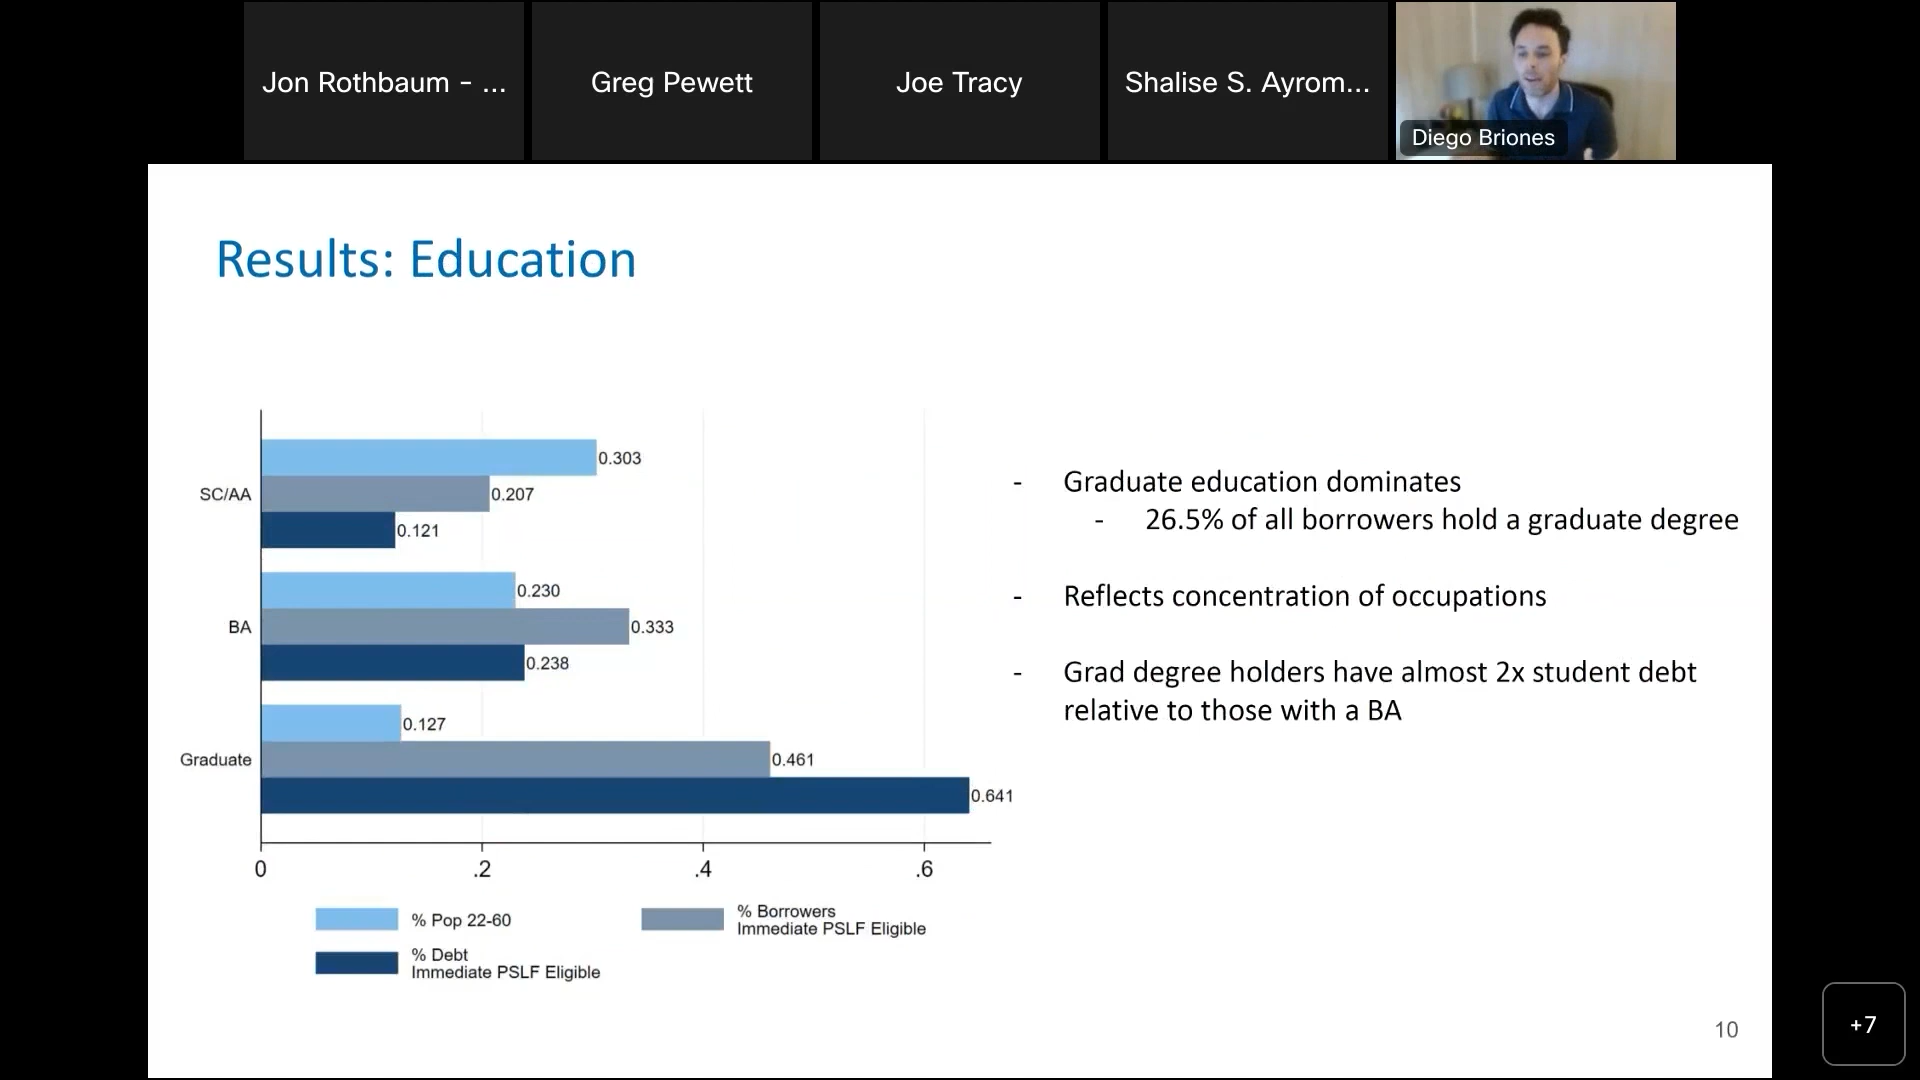 Jon Rothbaum - ...
Greg Pewett
Joe Tracy
Shalise S. Ayrom...
Diego Briones
Results: Education
SC/AA
0.303
0.207
0.121
BA
0.230
0.333
0.238
Graduate
0.127
0.461
0.641
0
.2
.4
.6
% Pop 22-60
% Borrowers
Immediate PSLF Eligible
% Debt
Immediate PSLF Eligible
- Graduate education dominates
- 26.5% of all borrowers hold a graduate degree
- Reflects concentration of occupations
- Grad degree holders have almost 2x student debt
relative to those with a BA
10
+7